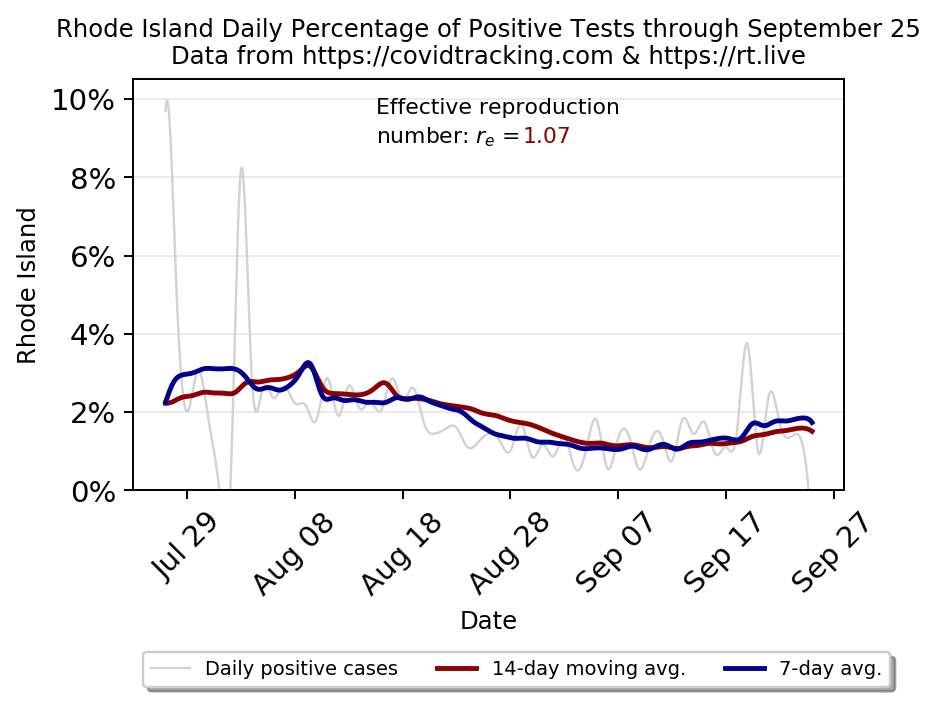 Rhode Island Daily Percentage of Positive Tests through September 25
Data from https://covidtracking.com & https://rt.live
Effective reproduction
number: rₑ =1.07
10%
8%
6%
4%
2%
0%
Rhode Island
Jul 29
Aug 08
Aug 18
Aug 28
Sep 07
Sep 17
Sep 27
Date
Daily positive cases
14-day moving avg.
7-day avg.